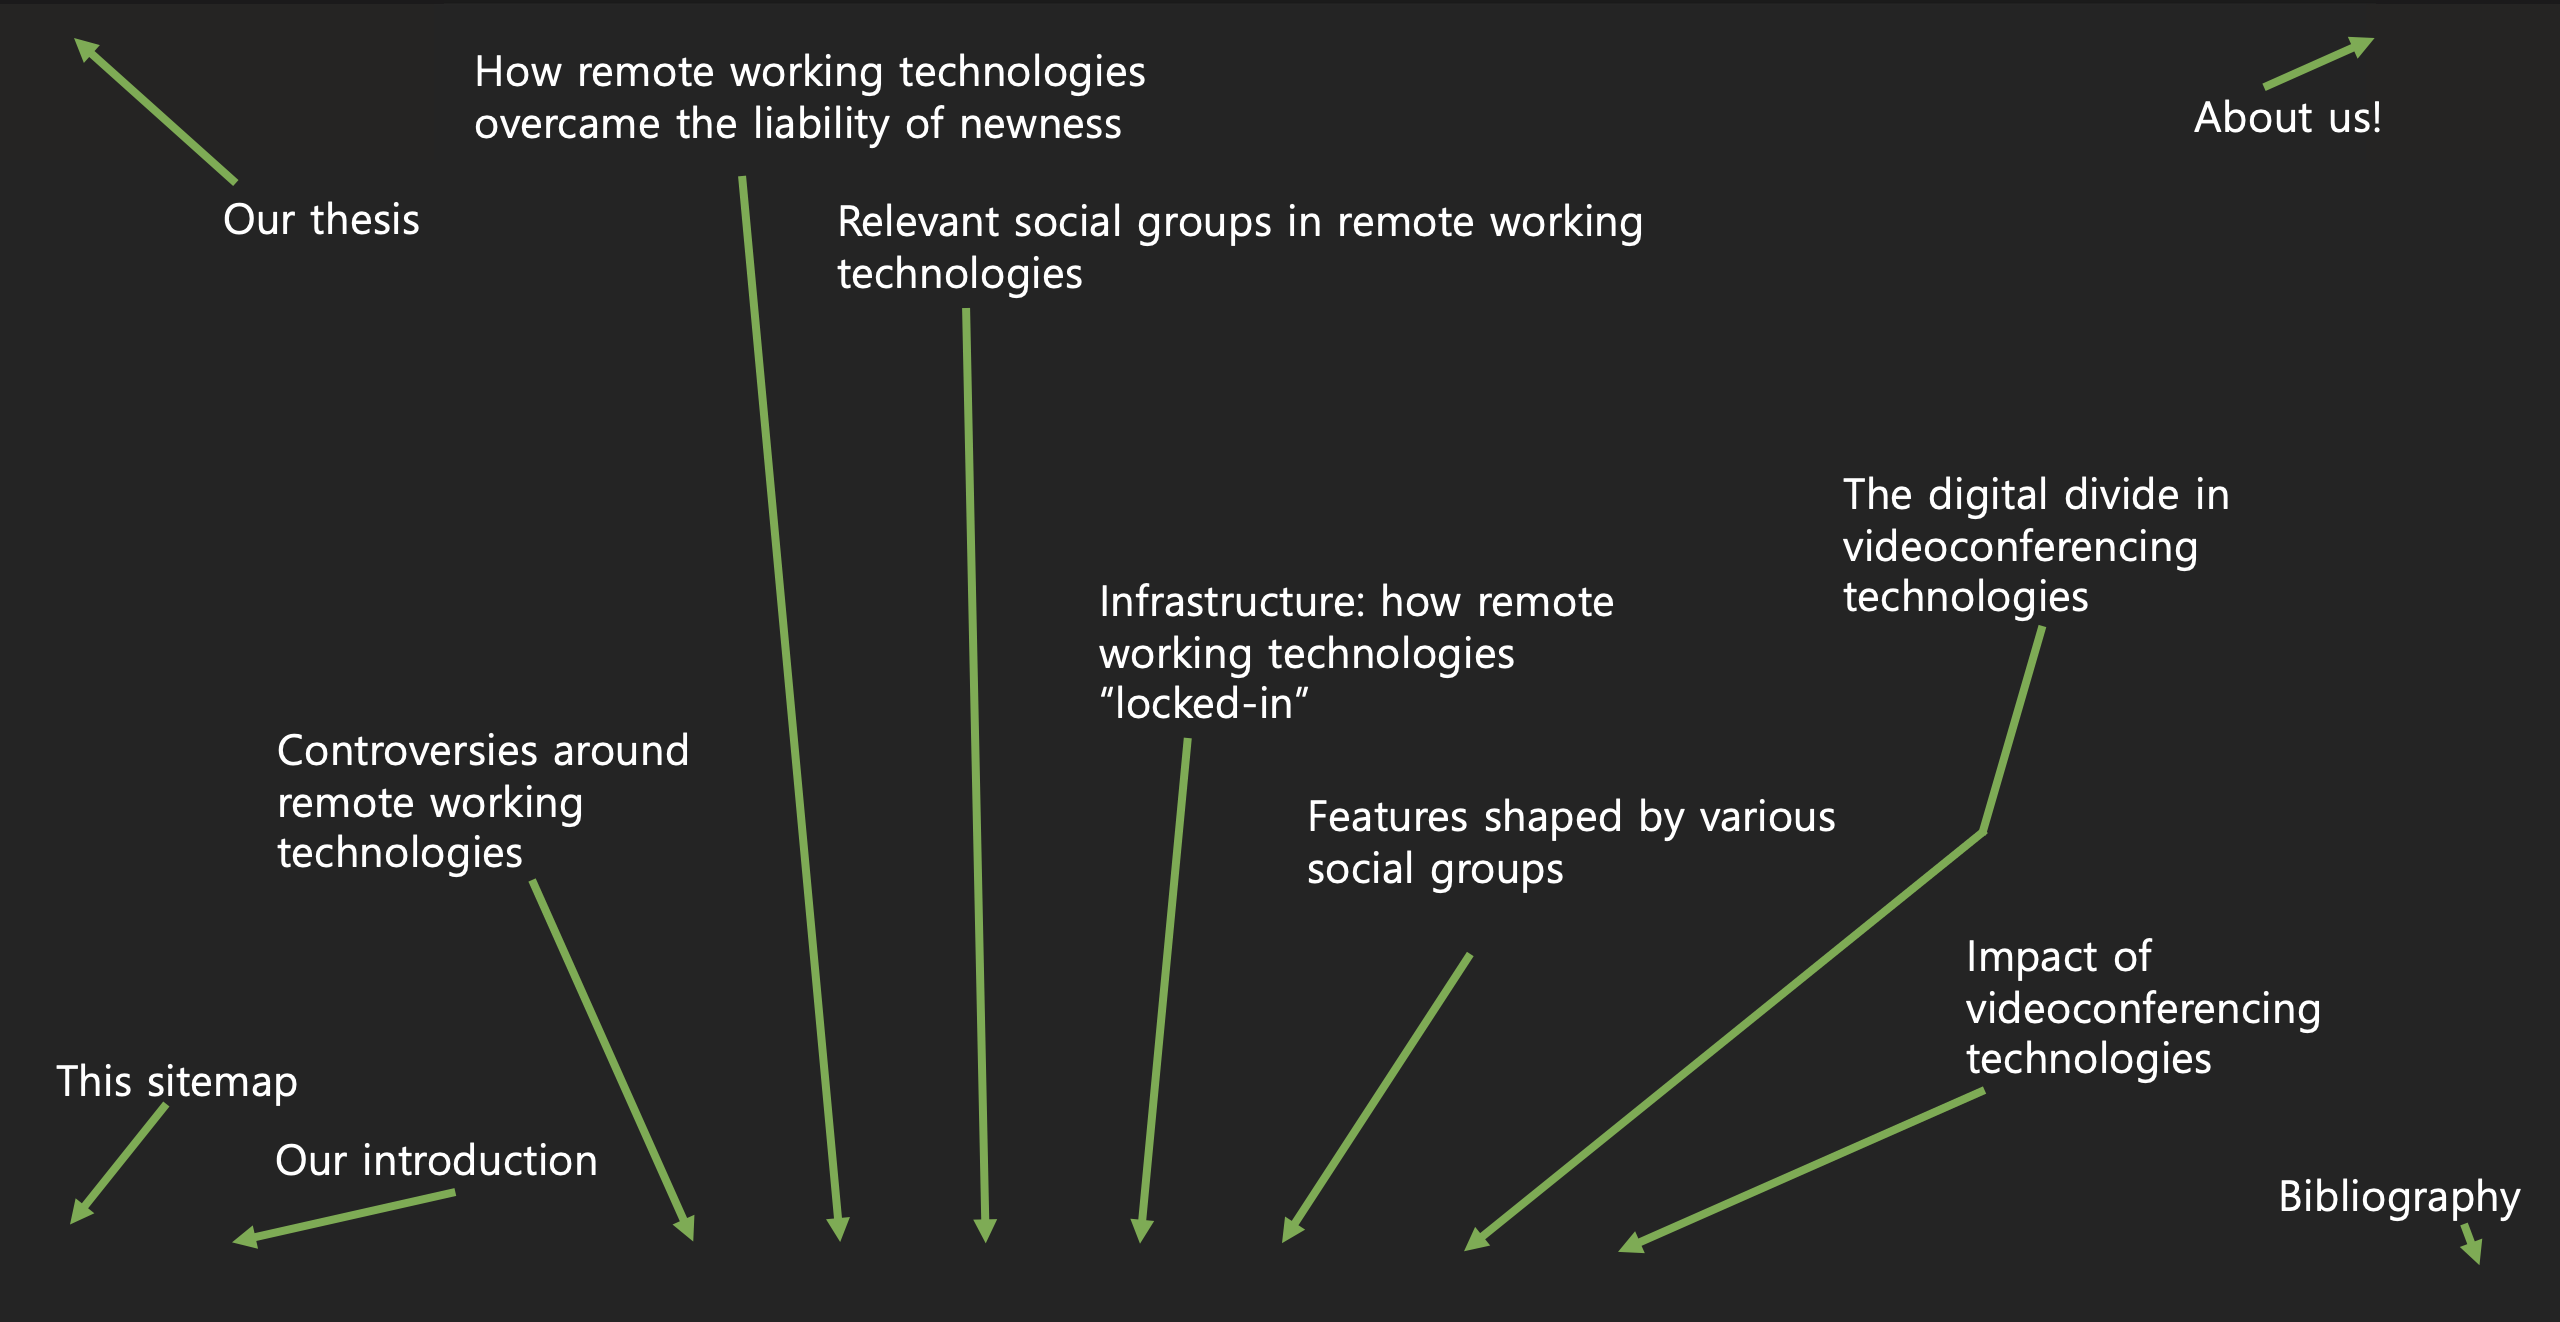 How remote working technologies
overcame the liability of newness
About us!
Our thesis
Relevant social groups in remote working
technologies
The digital divide in
videoconferencing
technologies
Infrastructure: how remote
working technologies
“locked-in”
Controversies around
remote working
technologies
Features shaped by various
social groups
Impact of
videoconferencing
technologies
This sitemap
Our introduction
Bibliography